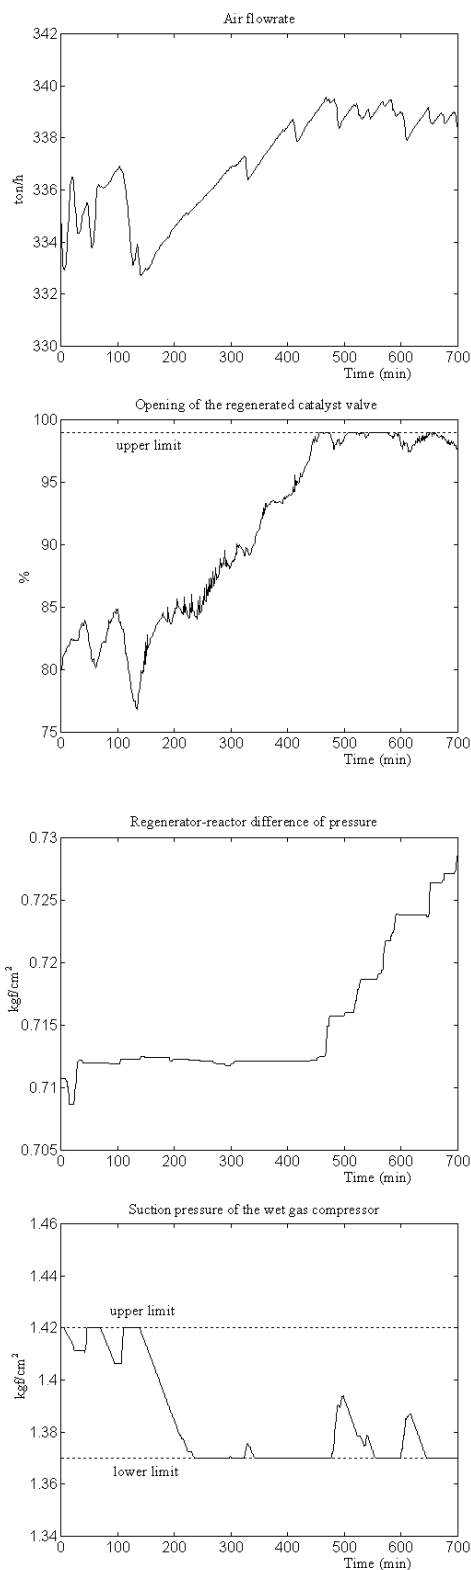 Air flowrate
342
340
338
336
334
332
330
ton/h
0 100 200 300 400 500 600 700
Time (min)
Opening of the regenerated catalyst valve
100
upper limit
95
90
85
80
75
%
0 100 200 300 400 500 600 700
Time (min)
Regenerator-reactor difference of pressure
0.73
0.725
0.72
0.715
0.71
0.705
kgf/cm²
0 100 200 300 400 500 600 700
Time (min)
Suction pressure of the wet gas compressor
1.46
1.44
upper limit
1.42
1.4
1.38
lower limit
1.36
1.34
kgf/cm²
0 100 200 300 400 500 600 700
Time (min)